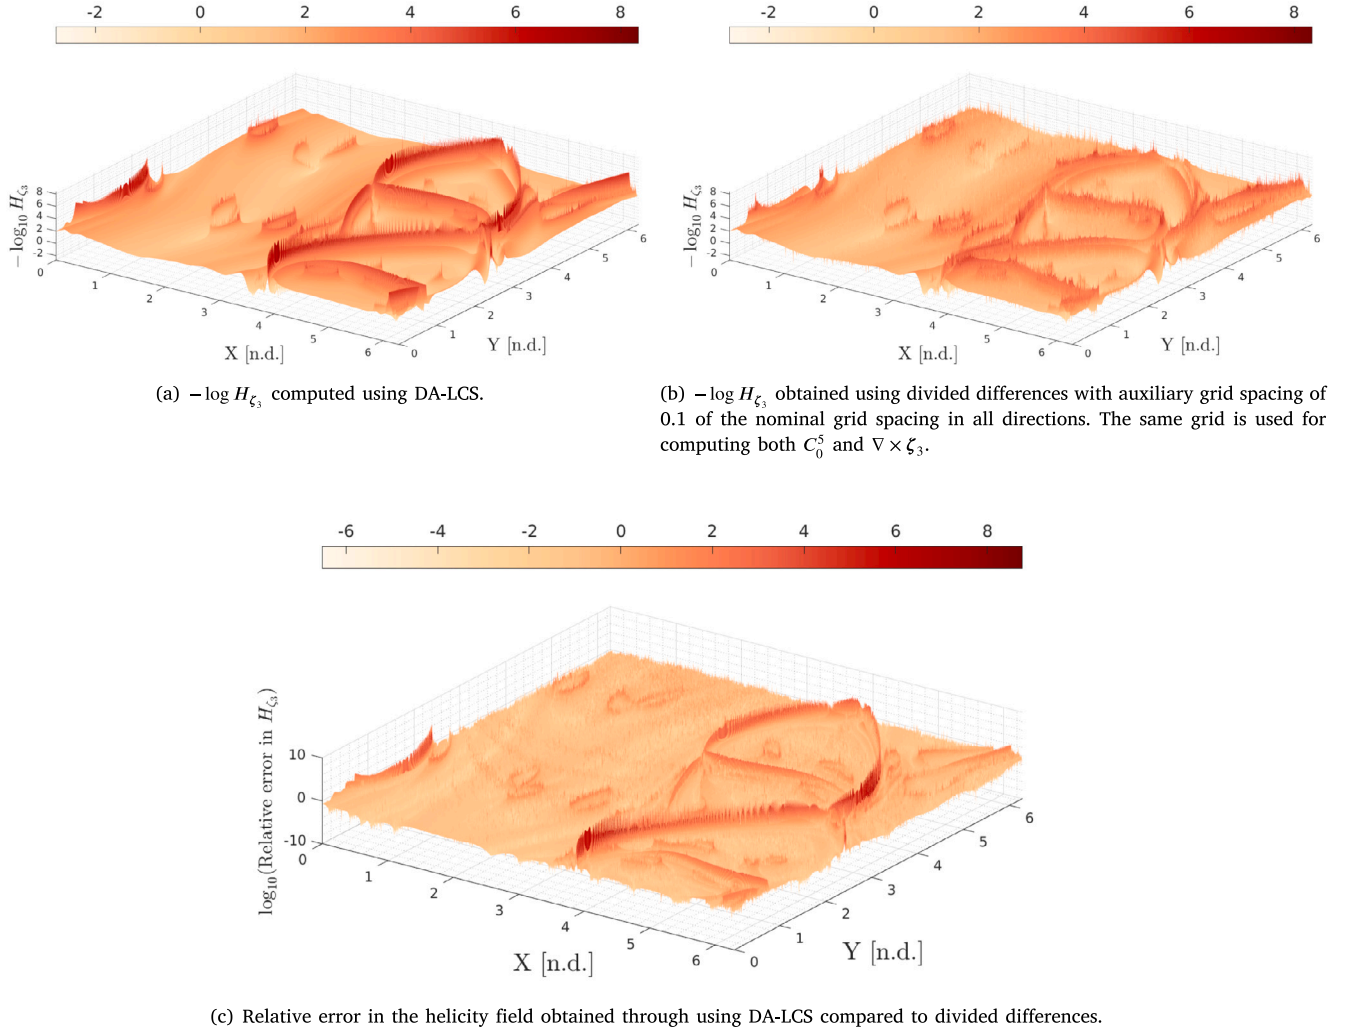 -2 0 2 4 6 8
-2 0 2 4 6 8
− log₁₀ H_ζ₃
8
6
4
2
0
-2
0 1 2 3 4 5 6
X [n.d.]
0 1 2 3 4 5 6
Y [n.d.]
− log₁₀ H_ζ₃
8
6
4
2
0
-2
0 1 2 3 4 5 6
X [n.d.]
0 1 2 3 4 5 6
Y [n.d.]
(a) − log H_ζ₃ computed using DA-LCS.
(b) − log H_ζ₃ obtained using divided differences with auxiliary grid spacing of
0.1 of the nominal grid spacing in all directions. The same grid is used for
computing both C₀⁵ and ∇ × ζ₃.
-6 -4 -2 0 2 4 6 8
log₁₀(Relative error in H_ζ₃)
10
0
-10
0 1 2 3 4 5 6
X [n.d.]
0 1 2 3 4 5 6
Y [n.d.]
(c) Relative error in the helicity field obtained through using DA-LCS compared to divided differences.